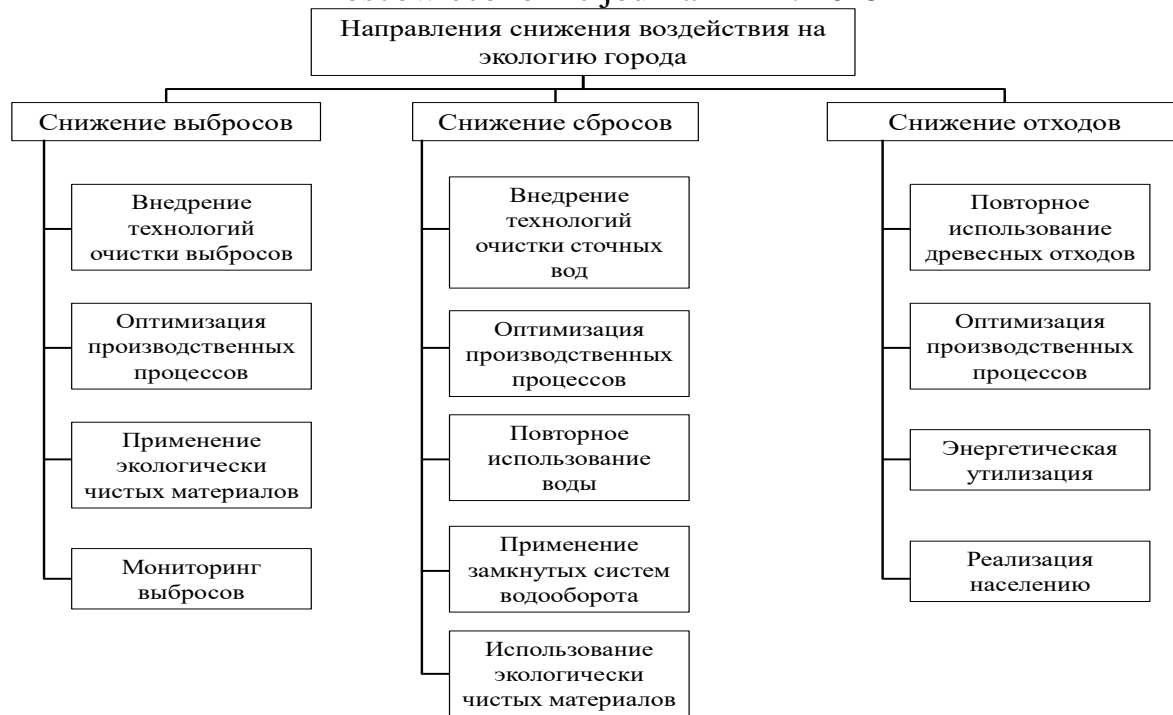 Направления снижения воздействия на
экологию города
Снижение выбросов
Внедрение
технологий
очистки выбросов
Оптимизация
производственных
процессов
Применение
экологически
чистых материалов
Мониторинг
выбросов
Снижение сбросов
Внедрение
технологий
очистки сточных
вод
Оптимизация
производственных
процессов
Повторное
использование
воды
Применение
замкнутых систем
водооборота
Использование
экологически
чистых материалов
Снижение отходов
Повторное
использование
древесных отходов
Оптимизация
производственных
процессов
Энергетическая
утилизация
Реализация
населению